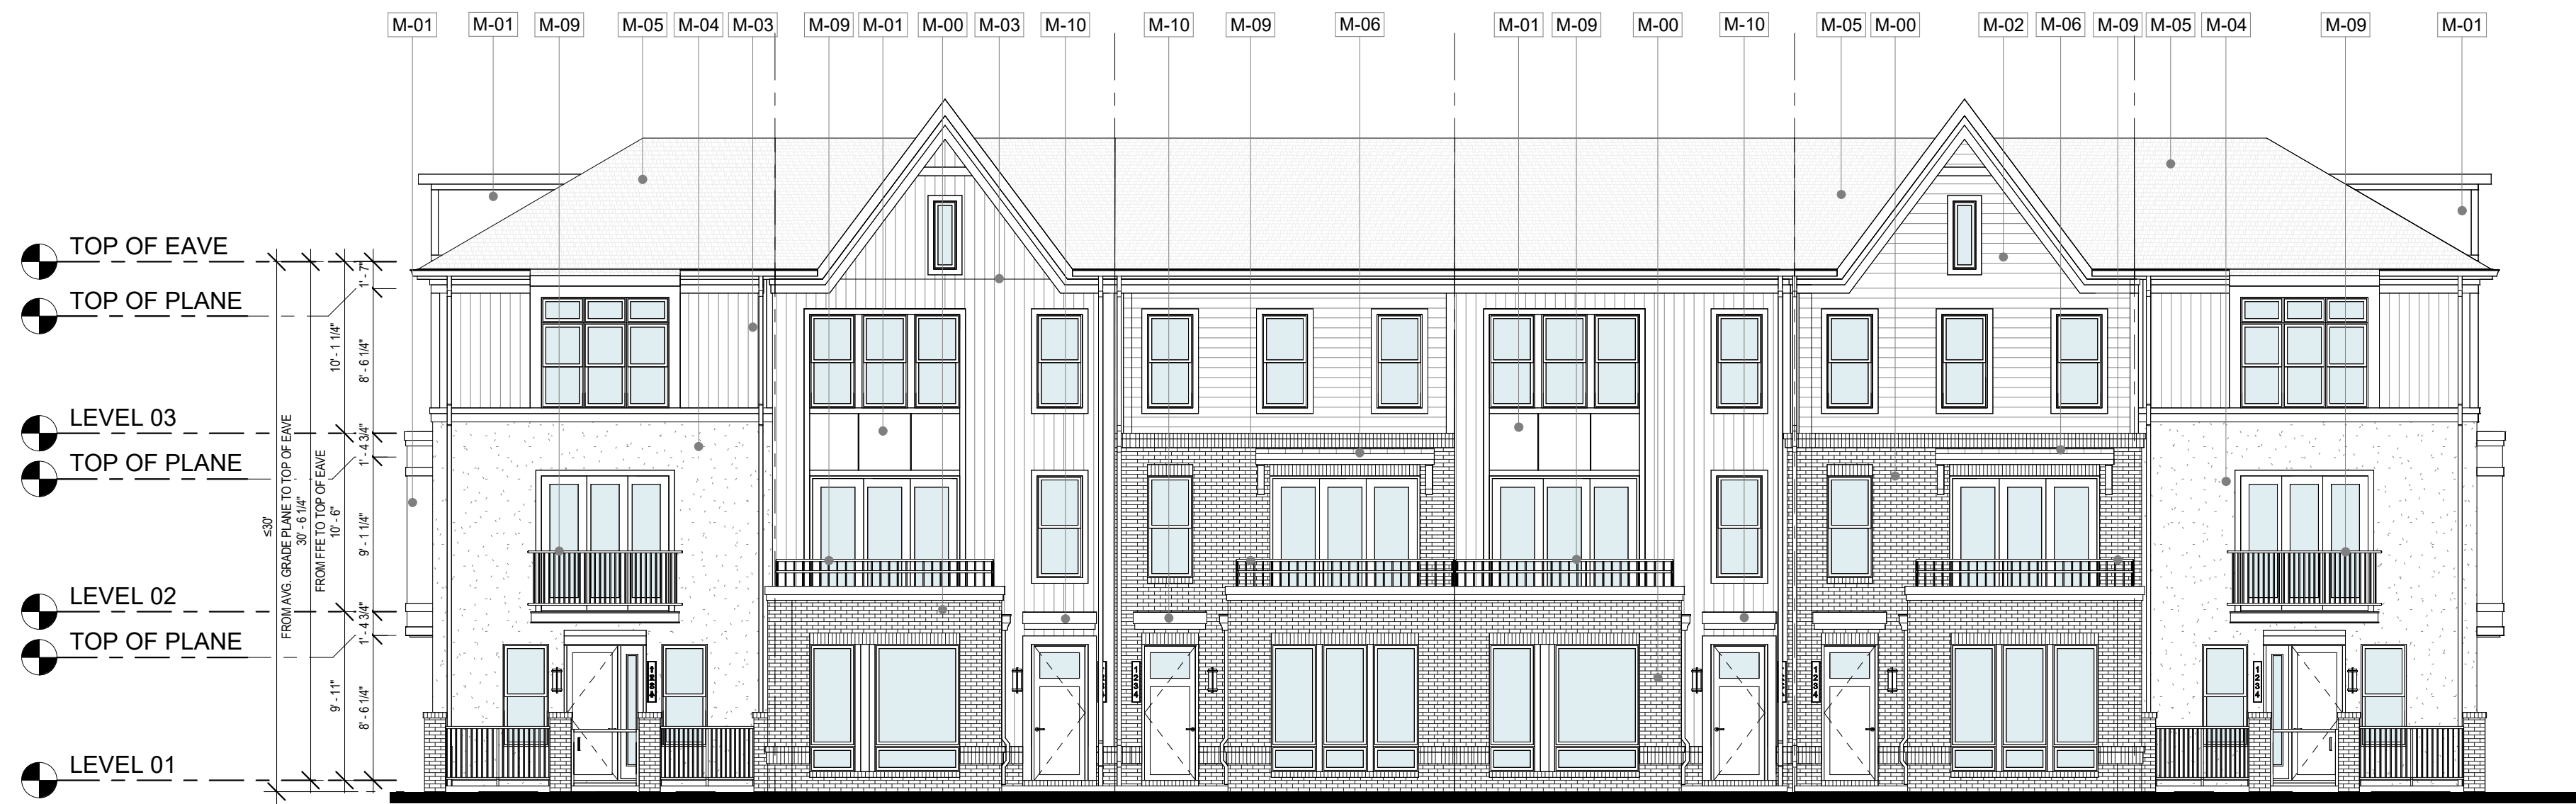 M-01 M-01 M-09 M-05 M-04 M-03 M-09 M-01 M-00 M-03 M-10 M-10 M-09 M-06 M-01 M-09 M-00 M-10 M-05 M-00 M-02 M-06 M-09 M-05 M-04 M-09 M-01
TOP OF EAVE
TOP OF PLANE
LEVEL 03
TOP OF PLANE
LEVEL 02
TOP OF PLANE
LEVEL 01
≤30'
FROM AVG. GRADE PLANE TO TOP OF EAVE
30' - 6 1/4"
FROM FFE TO TOP OF EAVE
10' - 1 1/4"
10' - 6"
9' - 11"
1' - 7"
8' - 6 1/4"
1' - 4 3/4"
9' - 1 1/4"
1' - 4 3/4"
8' - 6 1/4"
1234
1234
1234
1234